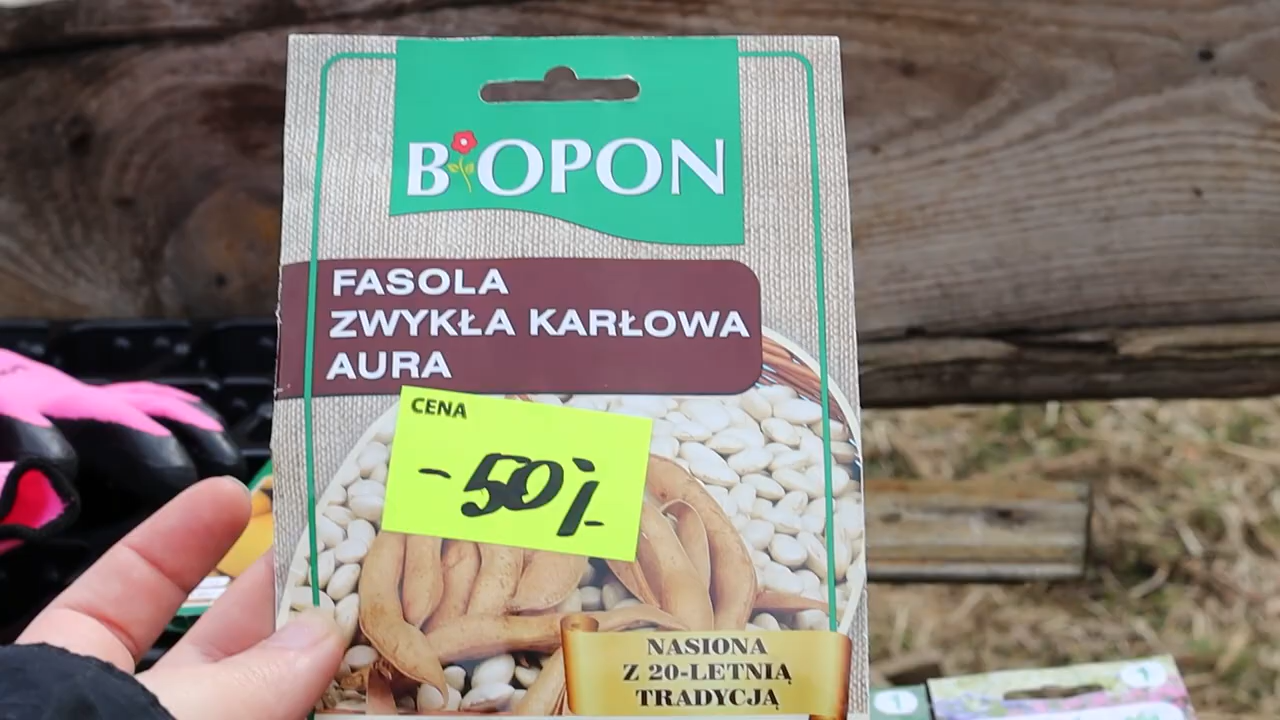 BIOPON
FASOLA
ZWYKŁA KARŁOWA
AURA
CENA
-50%
NASIONA
Z 20-LETNIĄ
TRADYCJĄ